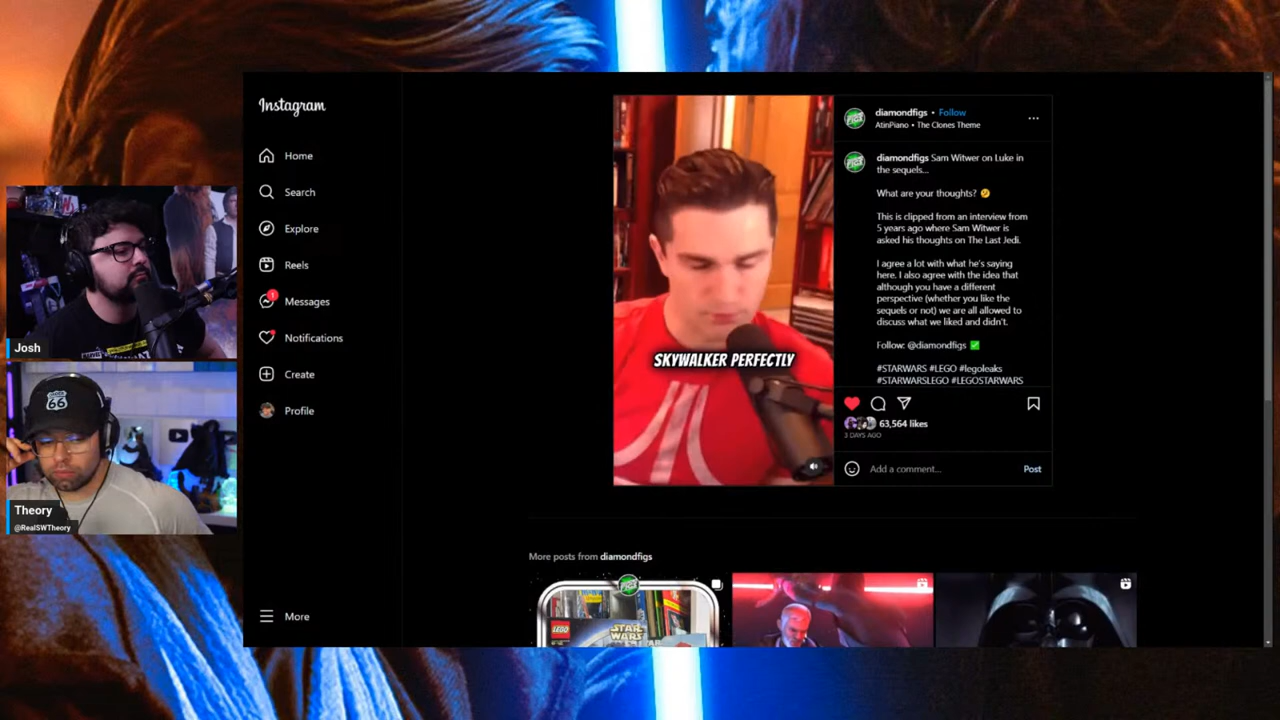 Instagram
Home
Search
Explore
Reels
1
Messages
Notifications
Create
Profile
More
Josh
66
Theory
@RealSWTheory
SKYWALKER PERFECTLY
diamondfigs • Follow
AtinPiano • The Clones Theme
diamondfigs Sam Witwer on Luke in
the sequels...
What are your thoughts? 🤔
This is clipped from an interview from
5 years ago where Sam Witwer is
asked his thoughts on The Last Jedi.
I agree a lot with what he's saying
here. I also agree with the idea that
although you have a different
perspective (whether you like the
sequels or not) we are all allowed to
discuss what we liked and didn't.
Follow: @diamondfigs ✅
#STARWARS #LEGO #legoleaks
#STARWARSLEGO #LEGOSTARWARS
63,564 likes
3 DAYS AGO
Add a comment...
Post
More posts from diamondfigs
LEGO
STAR
WARS